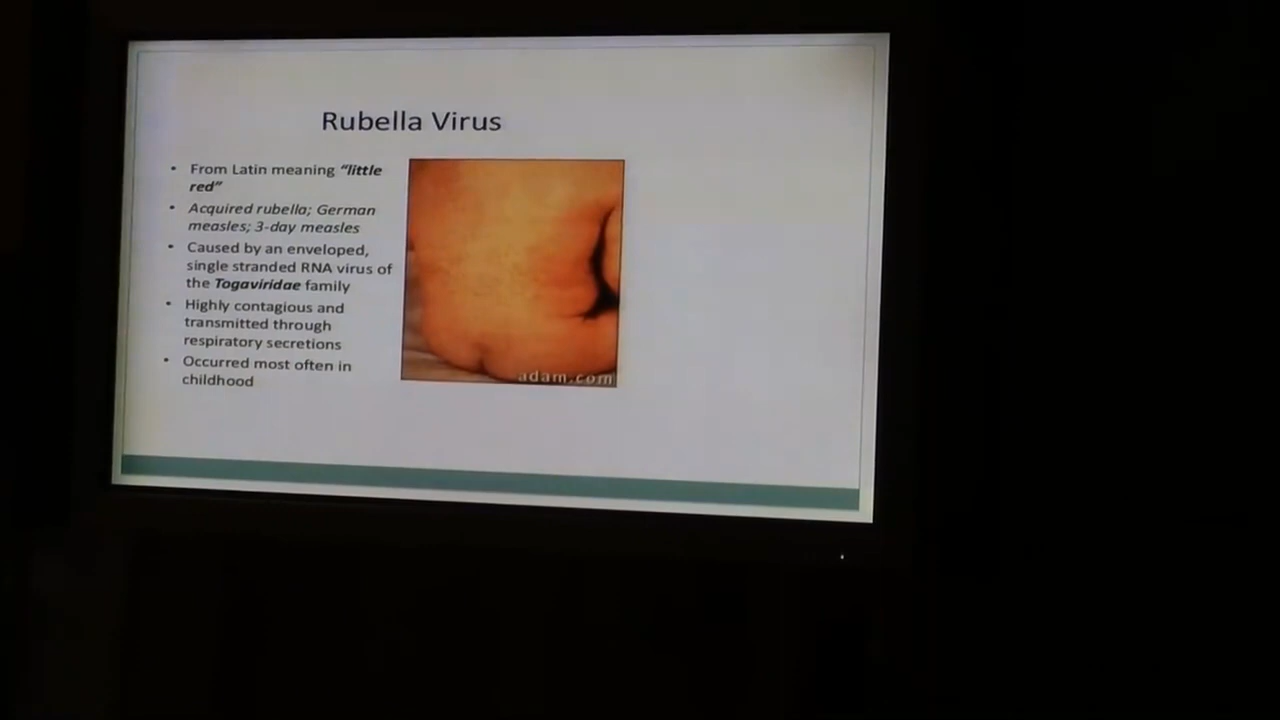 Rubella Virus
• From Latin meaning "little
red"
• Acquired rubella; German
measles; 3-day measles
• Caused by an enveloped,
single stranded RNA virus of
the Togaviridae family
• Highly contagious and
transmitted through
respiratory secretions
• Occurred most often in
childhood
adam.com